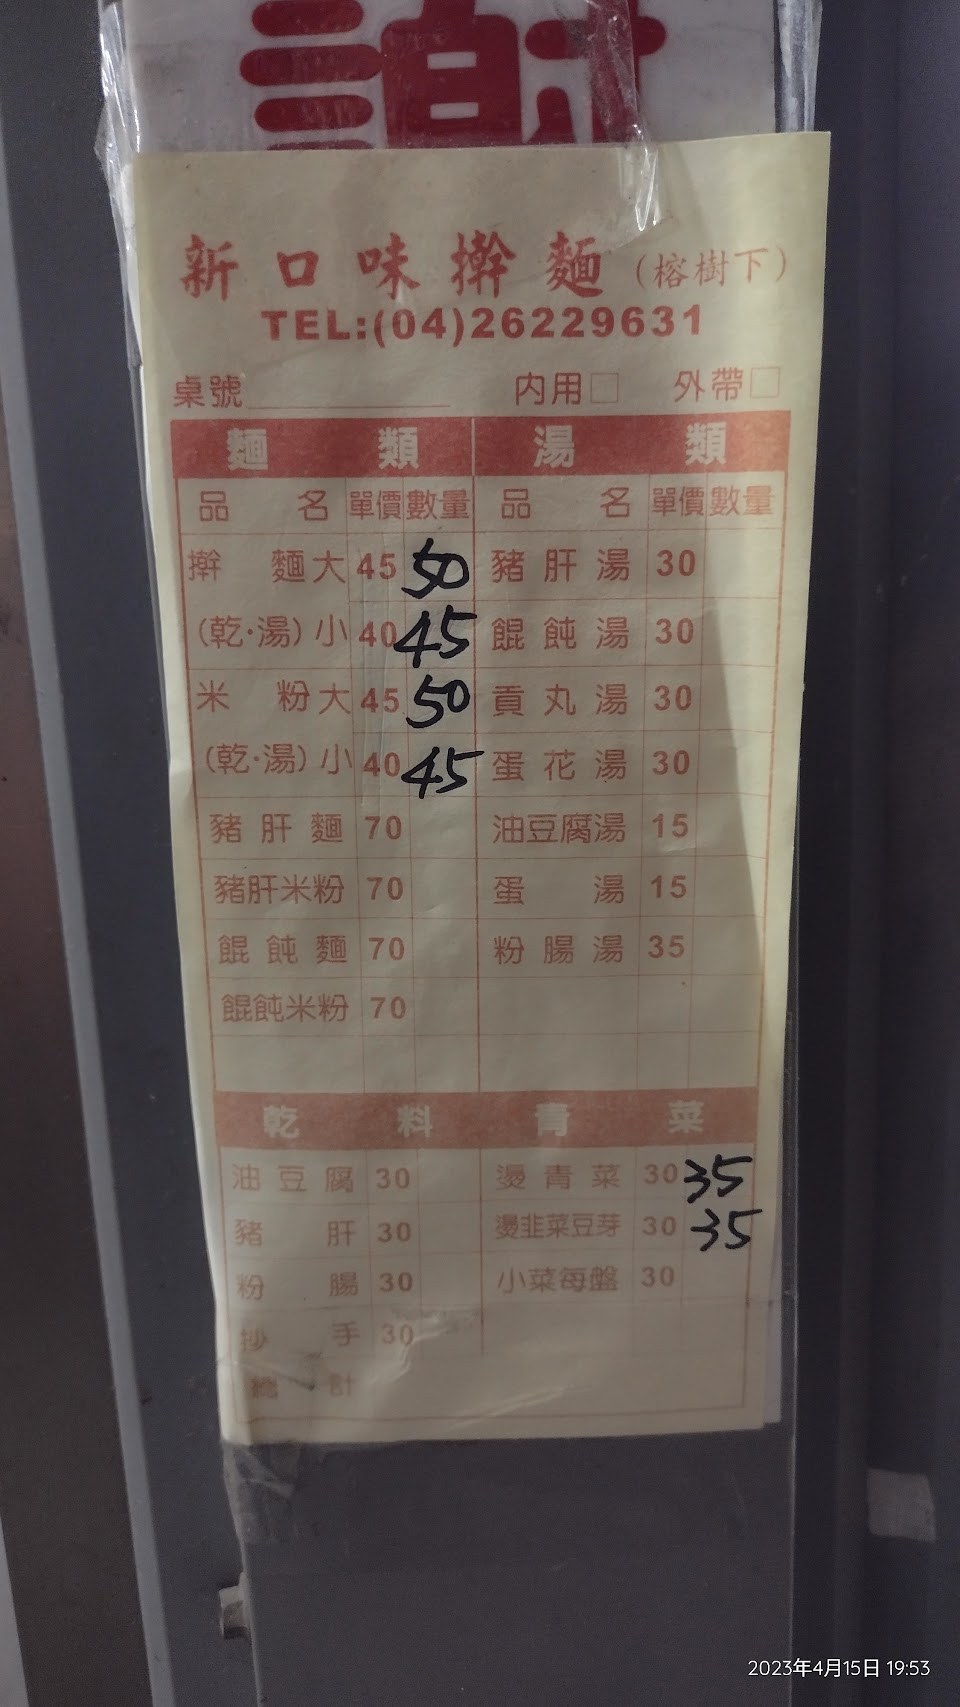 謝
新口味擀麵(榕樹下)
TEL:(04)26229631
桌號 內用□ 外帶□
麵類 湯類
品名 單價 數量 品名 單價 數量
擀麵大 45 50 豬肝湯 30
(乾·湯)小 40 45 餛飩湯 30
米粉大 45 50 貢丸湯 30
(乾·湯)小 40 45 蛋花湯 30
豬肝麵 70 油豆腐湯 15
豬肝米粉 70 蛋湯 15
餛飩麵 70 粉腸湯 35
餛飩米粉 70
乾料 青菜
油豆腐 30 燙青菜 30 35
豬肝 30 燙韭菜豆芽 30 35
粉腸 30 小菜每盤 30
抄手 30
總計
2023年4月15日 19:53